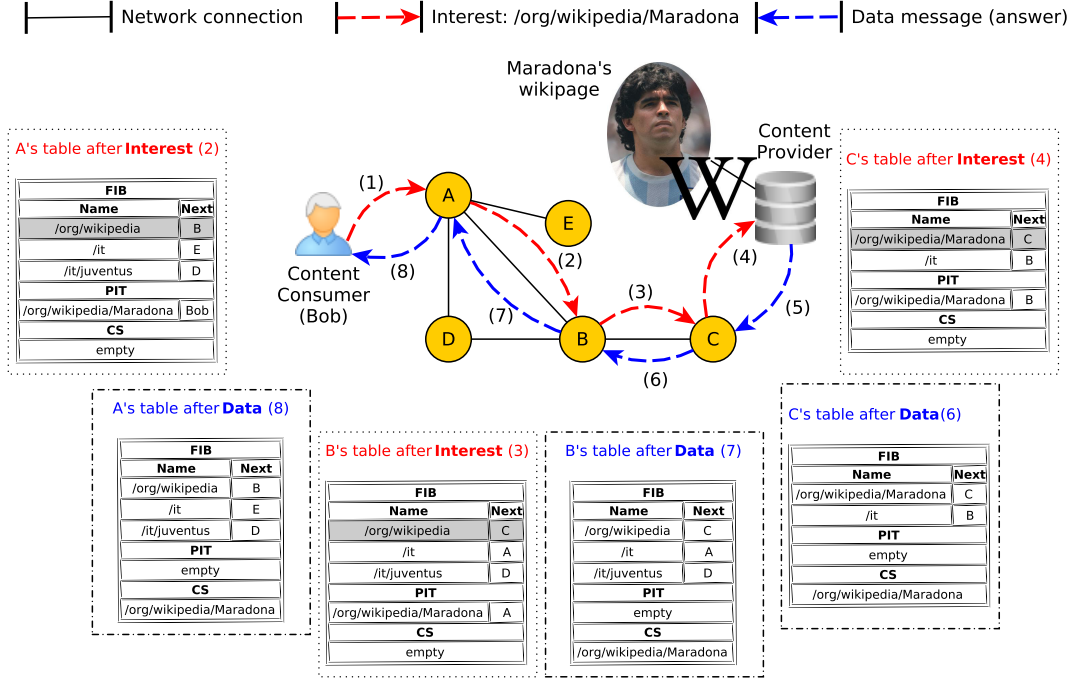 Network connection
Interest: /org/wikipedia/Maradona
Data message (answer)
Maradona's
wikipage
Content
Provider
W
A's table after Interest (2)
FIB
Name Next
/org/wikipedia B
/it E
/it/juventus D
PIT
/org/wikipedia/Maradona Bob
CS
empty
(1)
A
E
(2)
(8)
Content
Consumer
(Bob)
(7)
D
B
(3)
C
(4)
(5)
(6)
C's table after Interest (4)
FIB
Name Next
/org/wikipedia/Maradona C
/it B
PIT
/org/wikipedia/Maradona B
CS
empty
A's table after Data (8)
FIB
Name Next
/org/wikipedia B
/it E
/it/juventus D
PIT
empty
CS
/org/wikipedia/Maradona
B's table after Interest (3)
FIB
Name Next
/org/wikipedia C
/it A
/it/juventus D
PIT
/org/wikipedia/Maradona A
CS
empty
B's table after Data (7)
FIB
Name Next
/org/wikipedia C
/it A
/it/juventus D
PIT
empty
CS
/org/wikipedia/Maradona
C's table after Data(6)
FIB
Name Next
/org/wikipedia/Maradona C
/it B
PIT
empty
CS
/org/wikipedia/Maradona